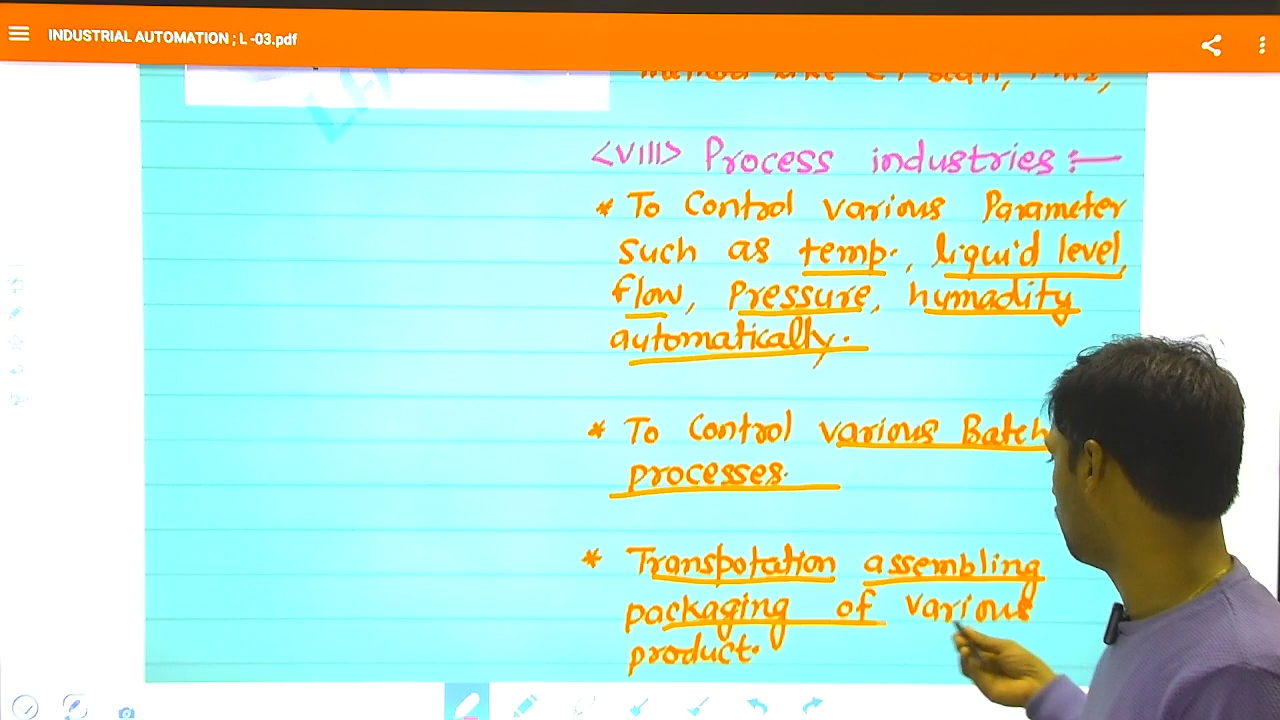 INDUSTRIAL AUTOMATION ; L -03.pdf
<VIII> Process industries:—
* To Control various Parameter
such as temp., liquid level,
flow, Pressure, humadity
automatically.
* To Control various Batch
processes.
* Transpotation assembling
packaging of various
product.